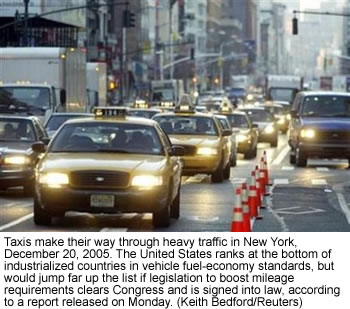 Taxis make their way through heavy traffic in New York,
December 20, 2005. The United States ranks at the bottom of
industrialized countries in vehicle fuel-economy standards, but
would jump far up the list if legislation to boost mileage
requirements clears Congress and is signed into law, according
to a report released on Monday. (Keith Bedford/Reuters)